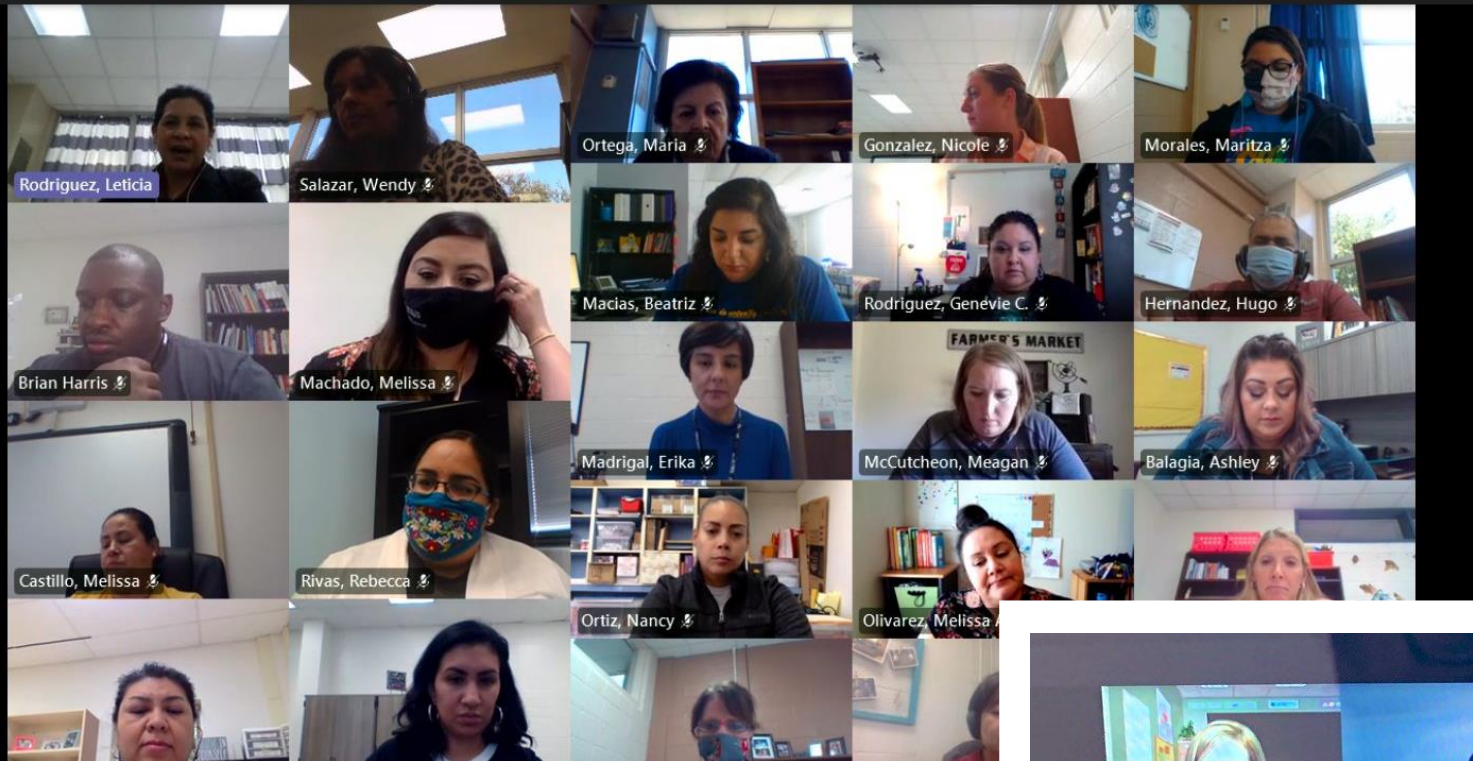 Rodriguez, Leticia
Salazar, Wendy
Ortega, Maria
Gonzalez, Nicole
Morales, Maritza
Brian Harris
Machado, Melissa
Macias, Beatriz
Rodriguez, Genevie C.
Hernandez, Hugo
FARMER'S MARKET
Madrigal, Erika
McCutcheon, Meagan
Balagia, Ashley
Castillo, Melissa
Rivas, Rebecca
Ortiz, Nancy
Olivarez, Melissa